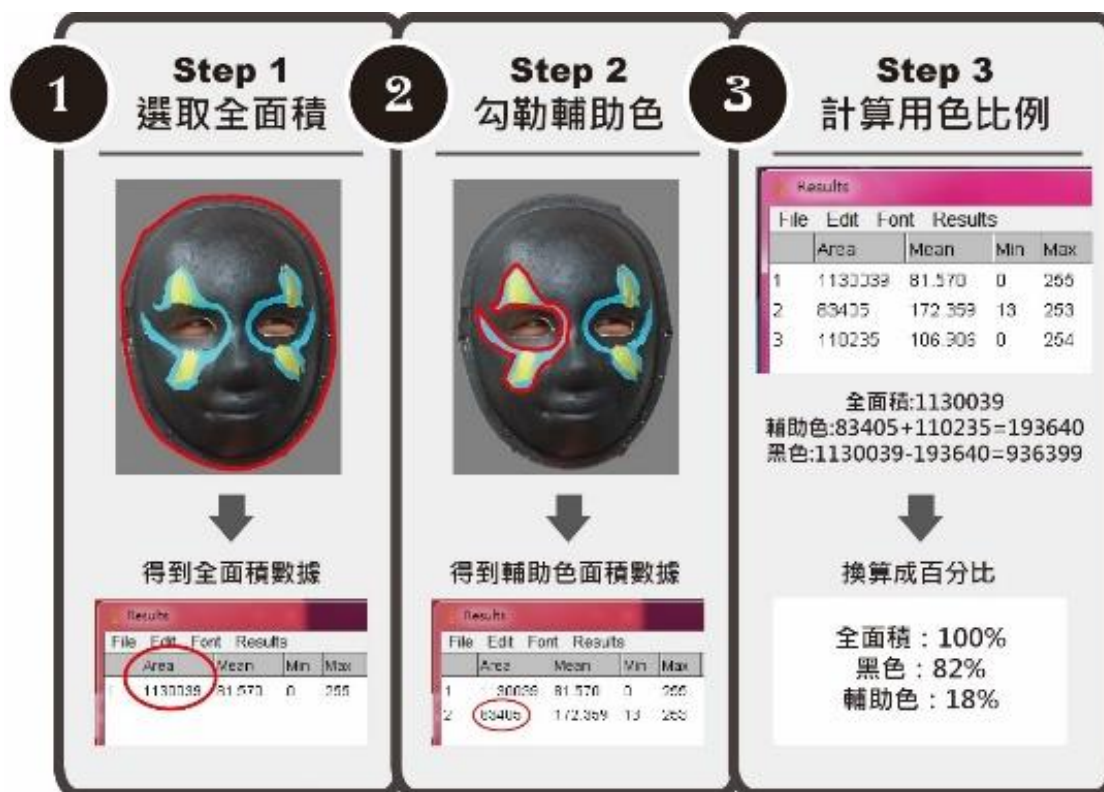 1
Step 1
選取全面積
得到全面積數據
Results
File Edit Font Results
Area Mean Min Max
1 1130039 81.570 0 255
2
Step 2
勾勒輔助色
得到輔助色面積數據
Results
File Edit Font Results
Area Mean Min Max
1 1130039 81.570 0 255
2 83405 172.359 13 253
3
Step 3
計算用色比例
Results
File Edit Font Results
Area Mean Min Max
1 1130039 81.570 0 255
2 83405 172.359 13 253
3 110235 106.906 0 254
全面積:1130039
輔助色:83405+110235=193640
黑色:1130039-193640=936399
換算成百分比
全面積：100%
黑色：82%
輔助色：18%